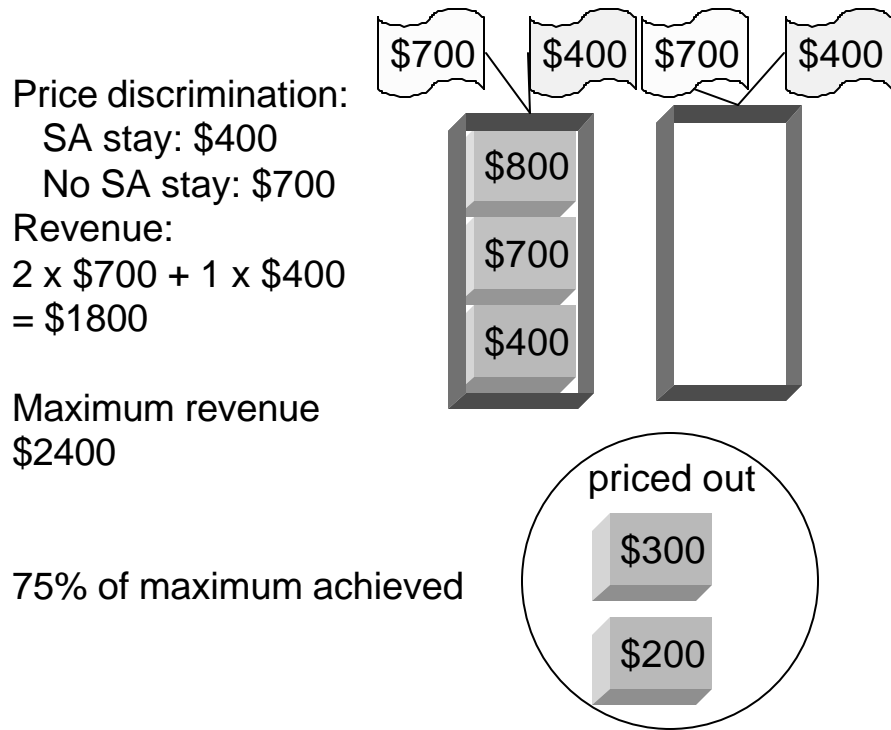 $700 $400 $700 $400
Price discrimination:
SA stay: $400
No SA stay: $700
Revenue:
2 x $700 + 1 x $400
= $1800
Maximum revenue
$2400
75% of maximum achieved
$800
$700
$400
priced out
$300
$200